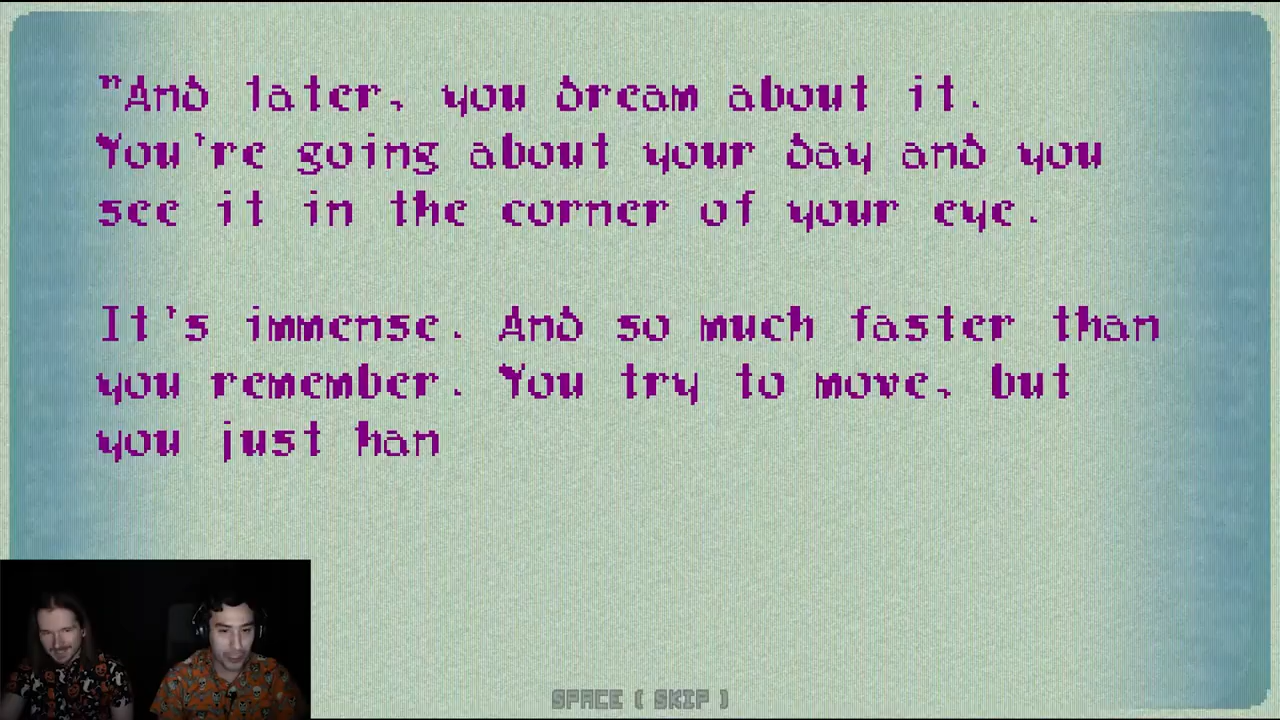 "And later, you dream about it.
You're going about your day and you
see it in the corner of your eye.
It's immense. And so much faster than
you remember. You try to move, but
you just han
SPACE ( SKIP )